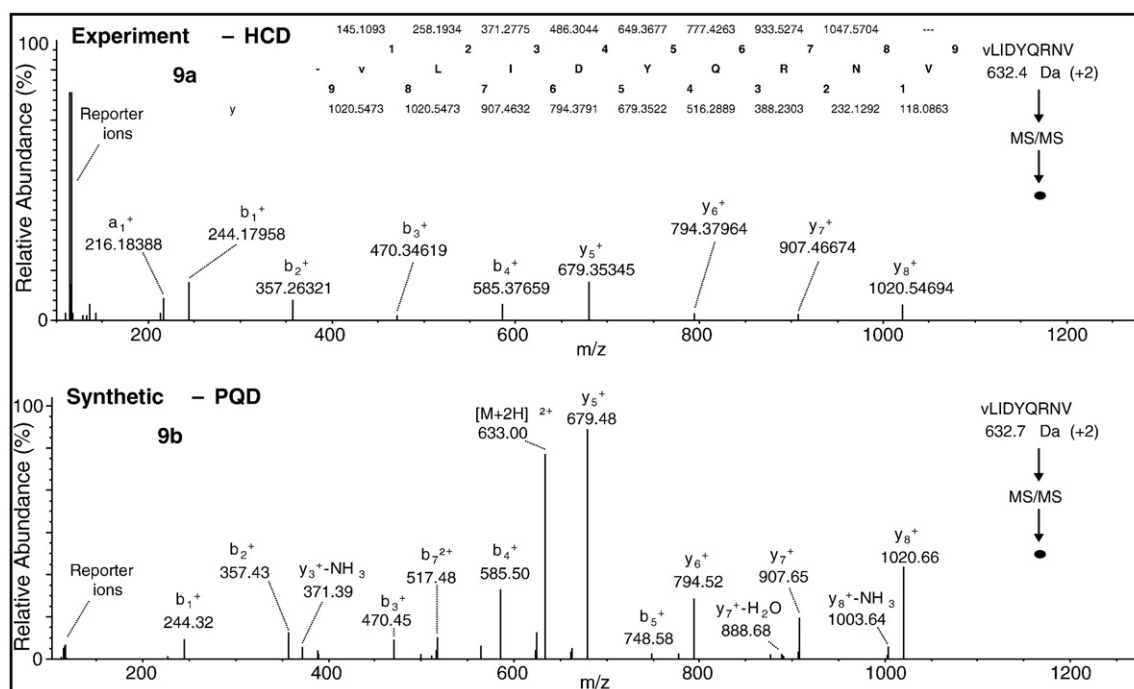 Experiment – HCD
9a
145.1093 258.1934 371.2775 486.3044 649.3677 777.4263 933.5274 1047.5704 ---
1 2 3 4 5 6 7 8 9
- v L I D Y Q R N V
9 8 7 6 5 4 3 2 1
y 1020.5473 1020.5473 907.4632 794.3791 679.3522 516.2889 388.2303 232.1292 118.0863
vLIDYQRNV
632.4 Da (+2)
MS/MS
Relative Abundance (%)
100
0
Reporter
ions
a1+
216.18388
b1+
244.17958
b2+
357.26321
b3+
470.34619
b4+
585.37659
y5+
679.35345
y6+
794.37964
y7+
907.46674
y8+
1020.54694
200 400 600 800 1000 1200
m/z
Synthetic – PQD
9b
vLIDYQRNV
632.7 Da (+2)
MS/MS
Relative Abundance (%)
100
0
Reporter
ions
b1+
244.32
b2+
357.43
y3+-NH3
371.39
b3+
470.45
b7 2+
517.48
b4+
585.50
[M+2H] 2+
633.00
y5+
679.48
b5+
748.58
y6+
794.52
y7+-H2O
888.68
y7+
907.65
y8+-NH3
1003.64
y8+
1020.66
200 400 600 800 1000 1200
m/z